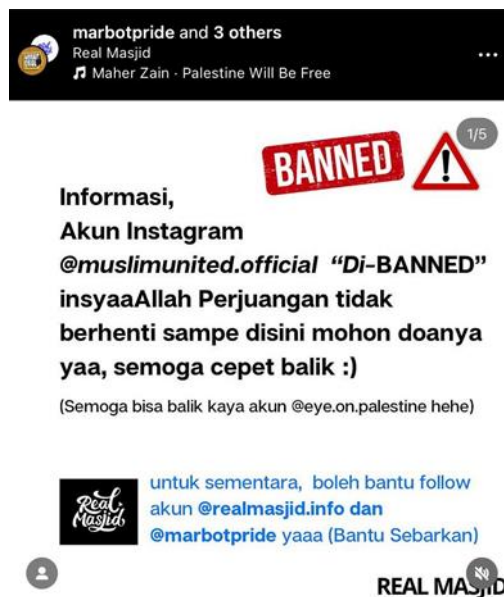 marbotpride and 3 others
Real Masjid
Maher Zain · Palestine Will Be Free
1/5
BANNED
!
Informasi,
Akun Instagram
@muslimunited.official “Di-BANNED”
insyaaAllah Perjuangan tidak
berhenti sampe disini mohon doanya
yaa, semoga cepet balik :)
(Semoga bisa balik kaya akun @eye.on.palestine hehe)
Real
Masjid
untuk sementara, boleh bantu follow
akun @realmasjid.info dan
@marbotpride yaaa (Bantu Sebarkan)
REAL MASJID